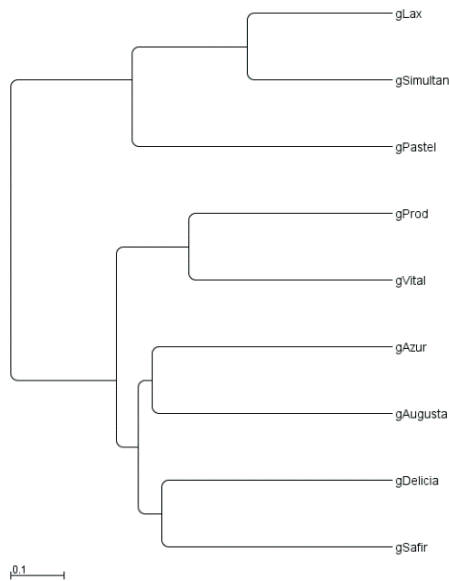 gLax
gSimultan
gPastel
gProd
gVital
gAzur
gAugusta
gDelicia
gSafir
0.1